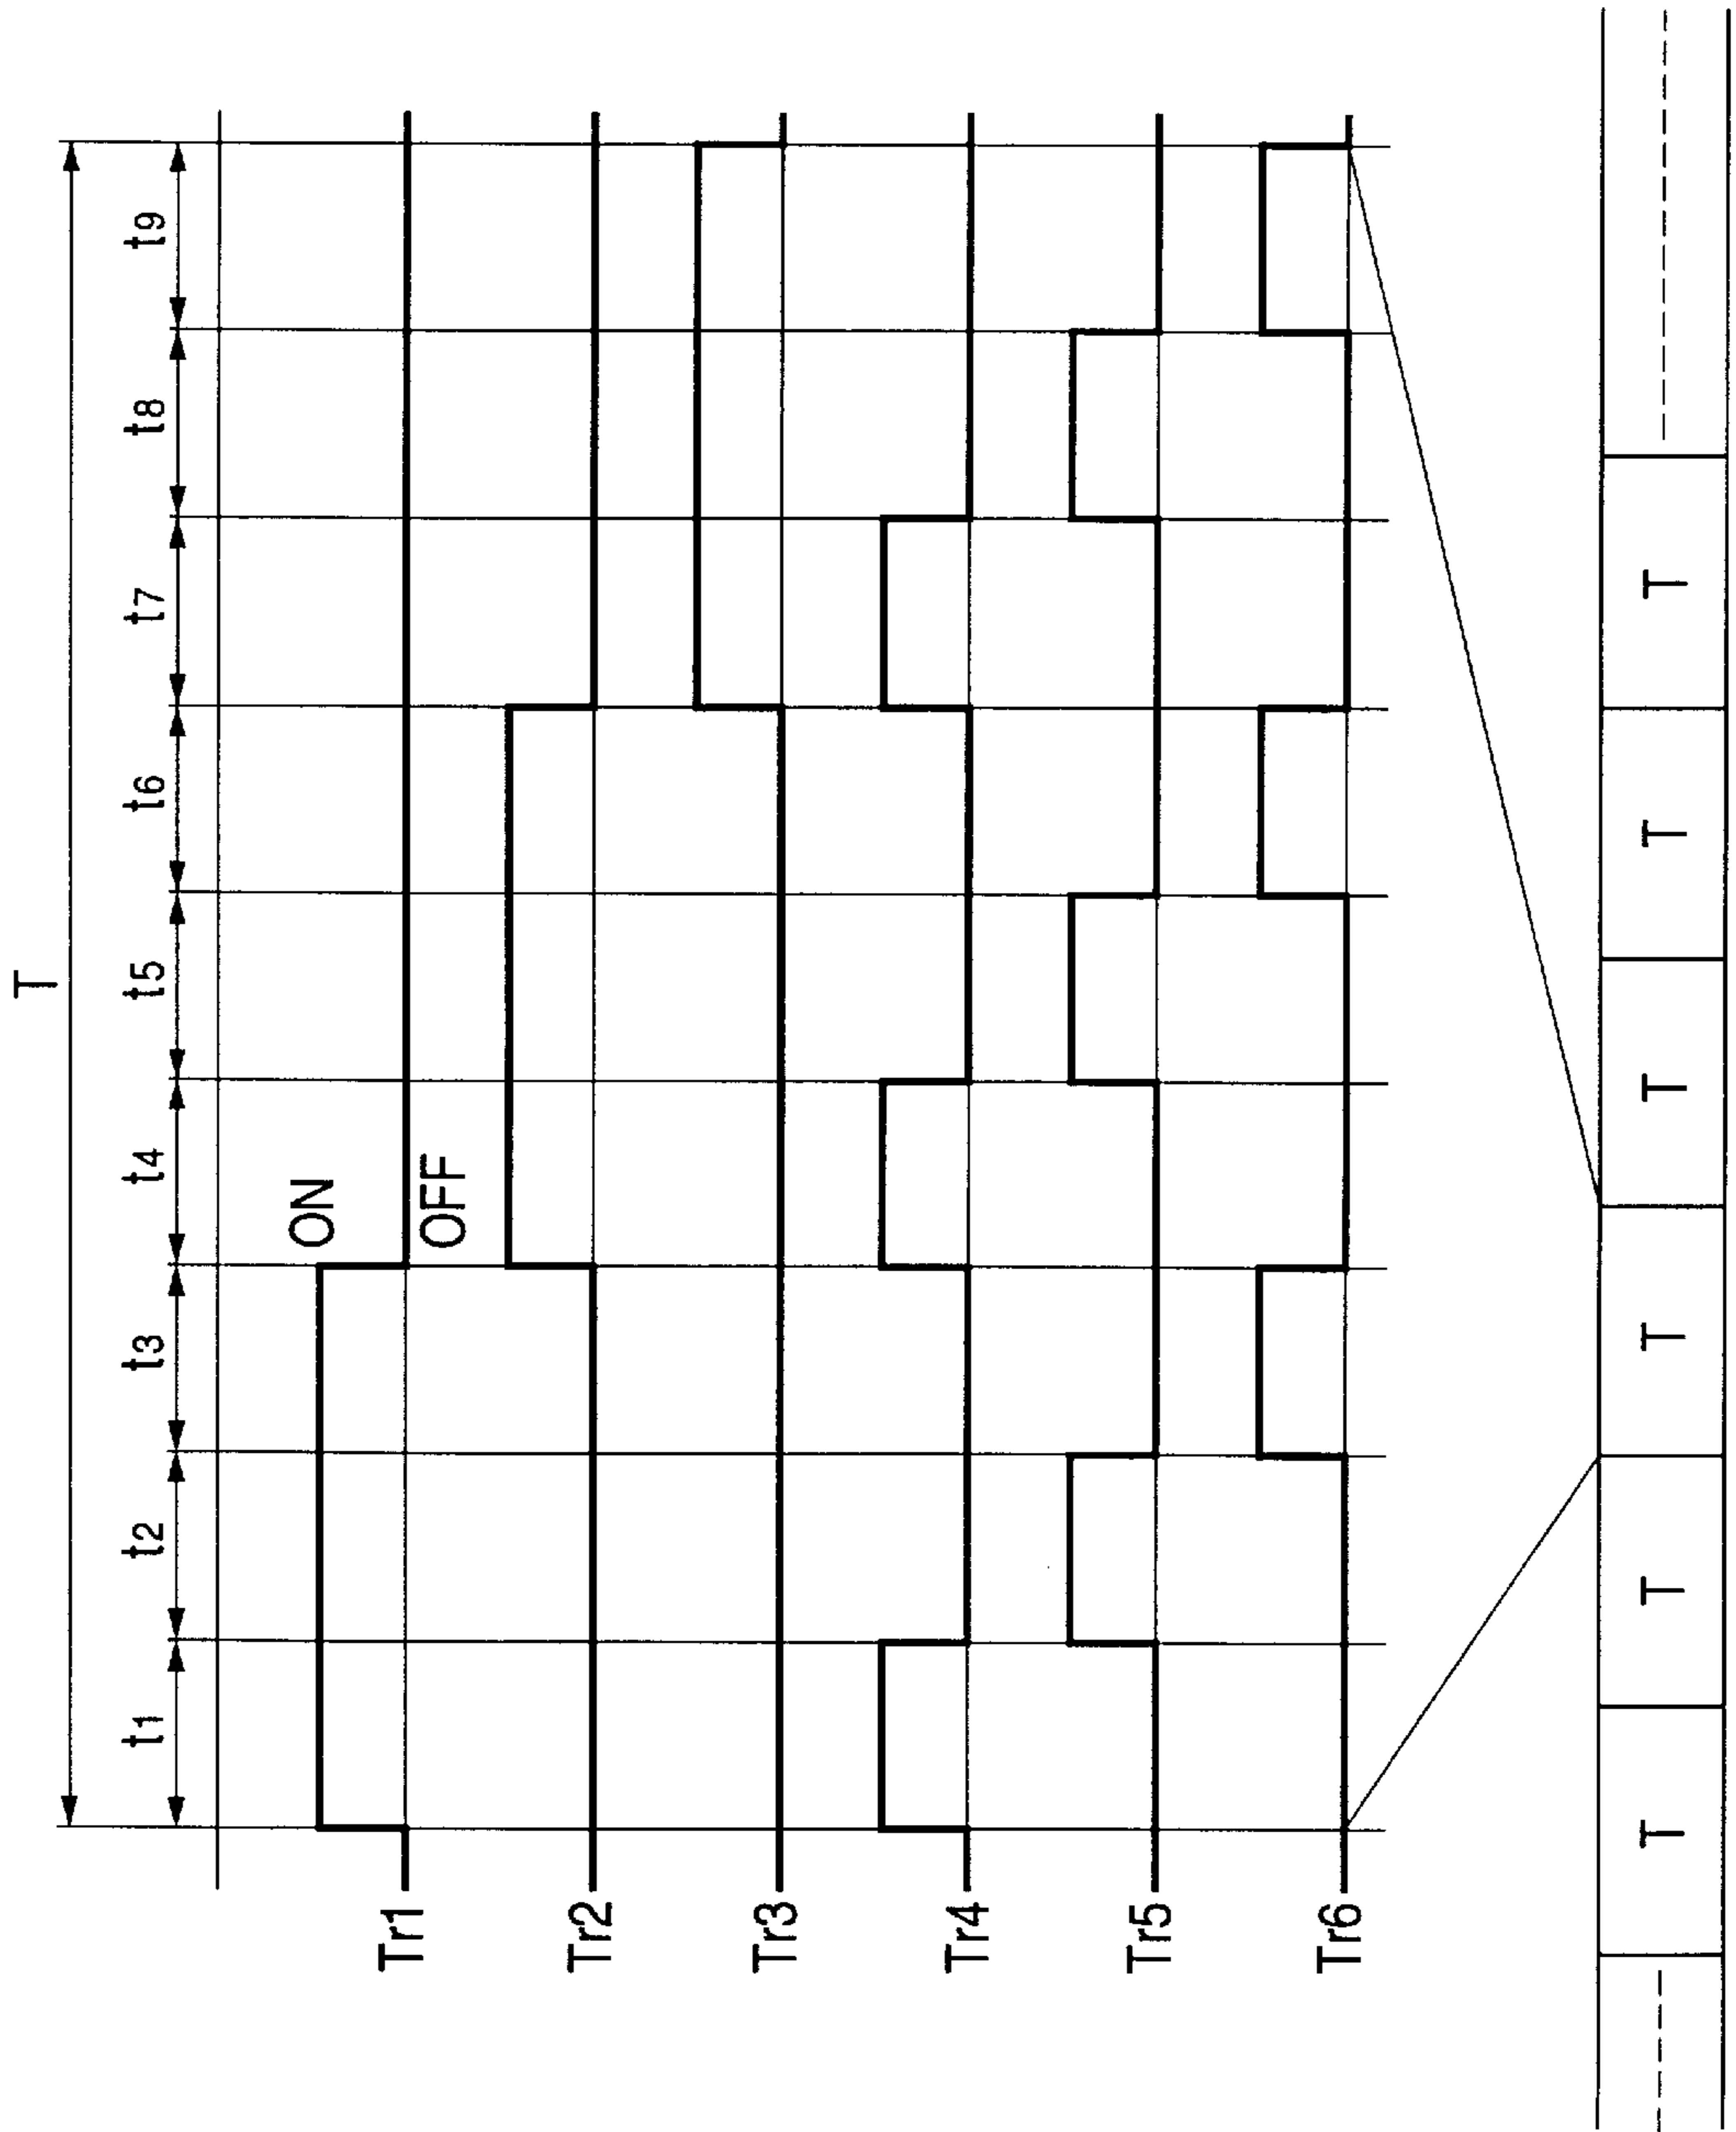 T
t1 t2 t3 t4 t5 t6 t7 t8 t9
ON
Tr1
OFF
Tr2
Tr3
Tr4
Tr5
Tr6
T T T T T T